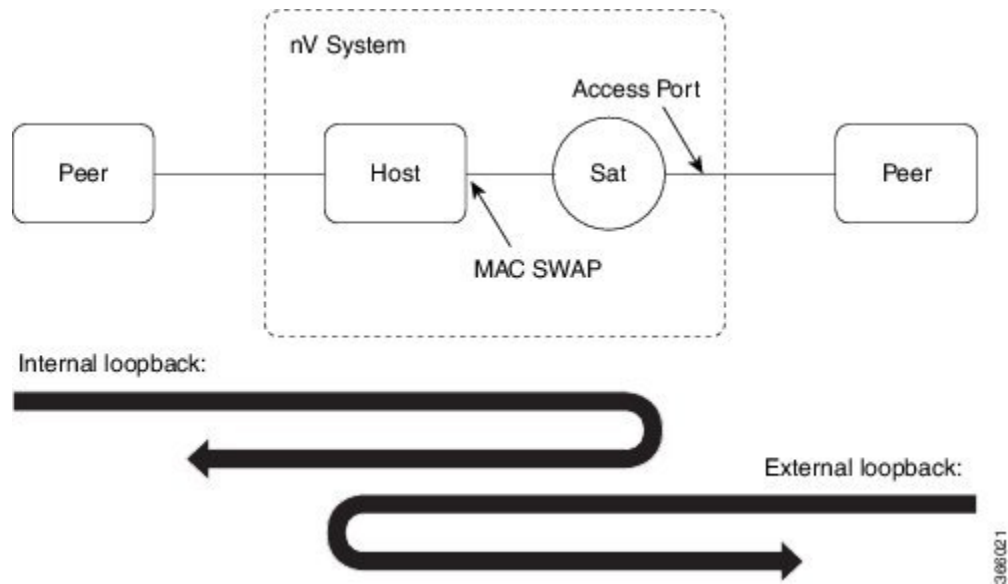 nV System
Access Port
Peer
Host
Sat
Peer
MAC SWAP
Internal loopback:
External loopback:
366021